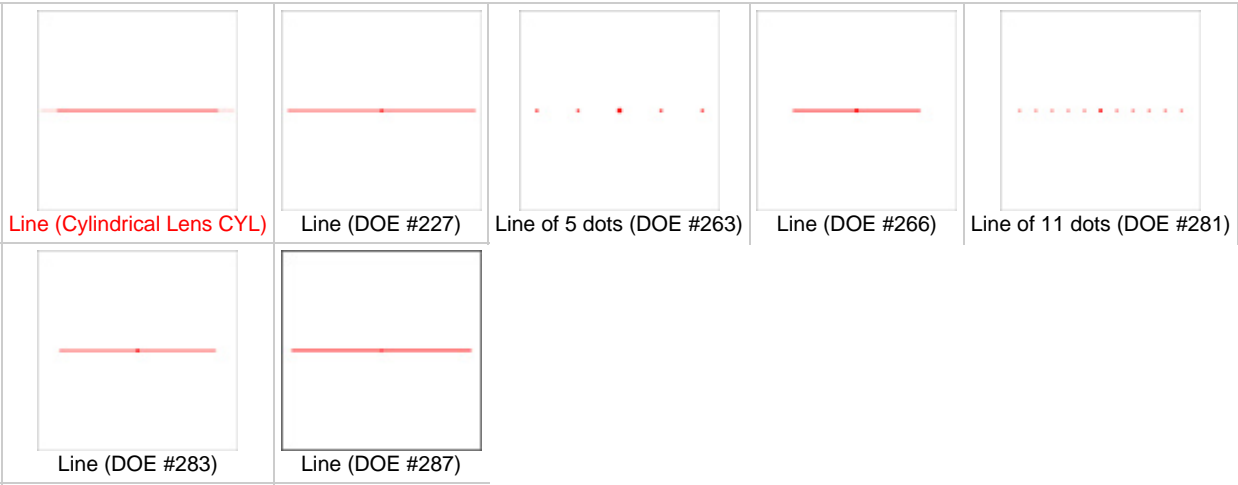 Line (Cylindrical Lens CYL)
Line (DOE #227)
Line of 5 dots (DOE #263)
Line (DOE #266)
Line of 11 dots (DOE #281)
Line (DOE #283)
Line (DOE #287)